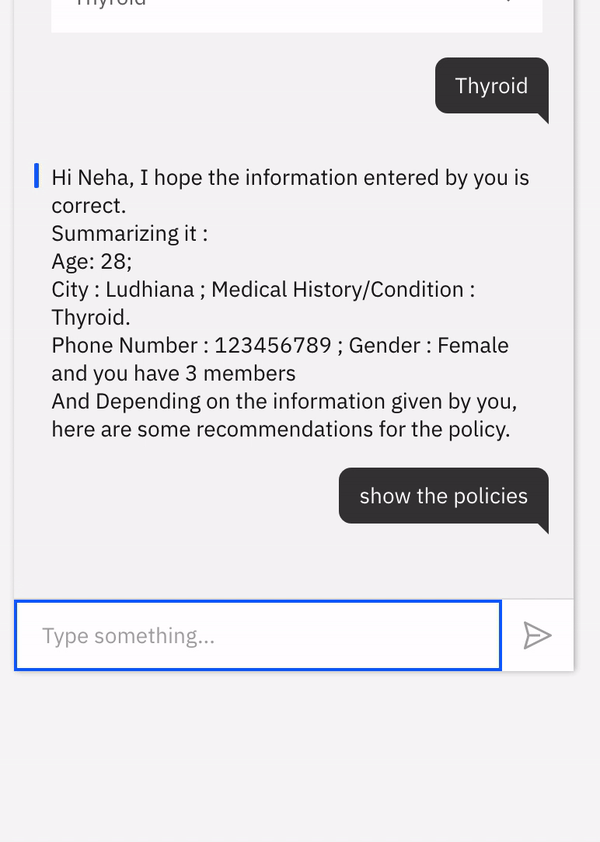 Thyroid
Thyroid
Hi Neha, I hope the information entered by you is
correct.
Summarizing it :
Age: 28;
City : Ludhiana ; Medical History/Condition :
Thyroid.
Phone Number : 123456789 ; Gender : Female
and you have 3 members
And Depending on the information given by you,
here are some recommendations for the policy.
show the policies
Type something...